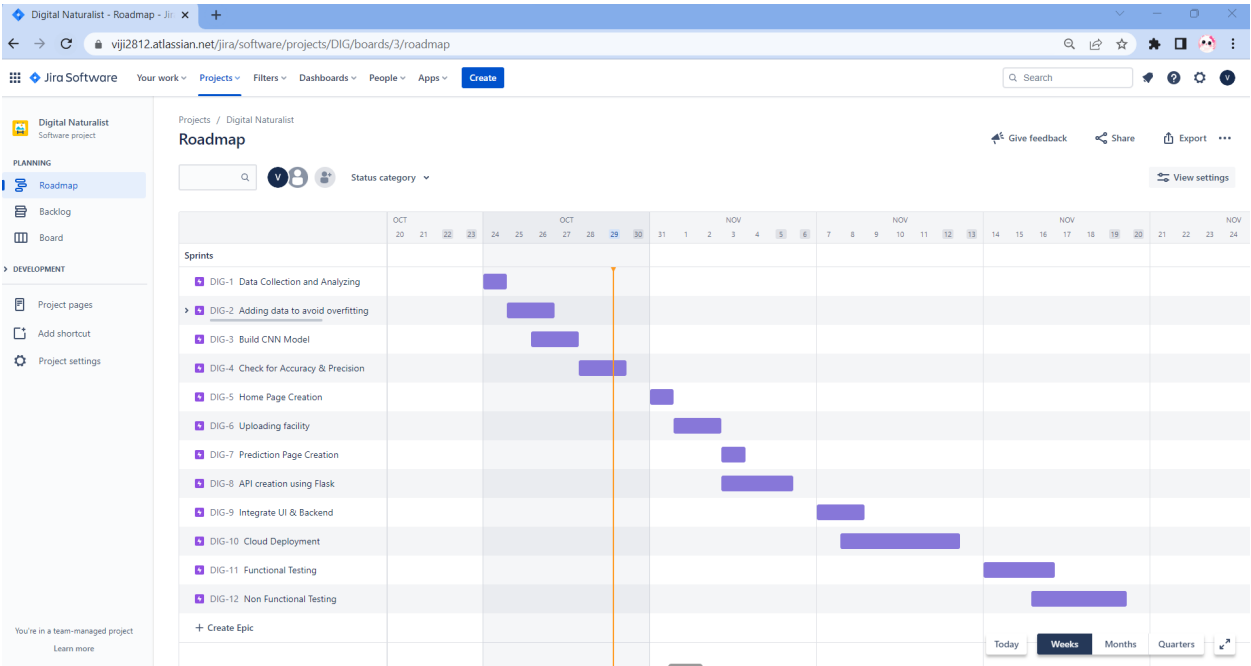 Digital Naturalist - Roadmap - Jir
viji2812.atlassian.net/jira/software/projects/DIG/boards/3/roadmap
Jira Software Your work Projects Filters Dashboards People Apps Create Search V
Digital Naturalist
Software project
PLANNING
Roadmap
Backlog
Board
DEVELOPMENT
Project pages
Add shortcut
Project settings
You're in a team-managed project
Learn more
Projects / Digital Naturalist
Roadmap
Give feedback Share Export
V Status category View settings
OCT OCT NOV NOV NOV NOV
20 21 22 23 24 25 26 27 28 29 30 31 1 2 3 4 5 6 7 8 9 10 11 12 13 14 15 16 17 18 19 20 21 22 23 24
Sprints
DIG-1 Data Collection and Analyzing
DIG-2 Adding data to avoid overfitting
DIG-3 Build CNN Model
DIG-4 Check for Accuracy & Precision
DIG-5 Home Page Creation
DIG-6 Uploading facility
DIG-7 Prediction Page Creation
DIG-8 API creation using Flask
DIG-9 Integrate UI & Backend
DIG-10 Cloud Deployment
DIG-11 Functional Testing
DIG-12 Non Functional Testing
+ Create Epic
Today Weeks Months Quarters